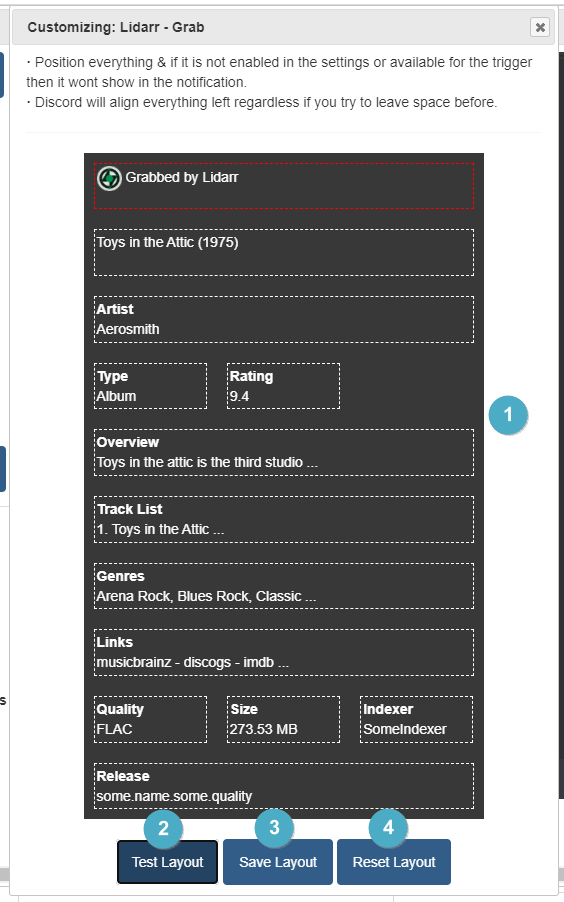 Customizing: Lidarr - Grab
· Position everything & if it is not enabled in the settings or available for the trigger
then it wont show in the notification.
· Discord will align everything left regardless if you try to leave space before.
Grabbed by Lidarr
Toys in the Attic (1975)
Artist
Aerosmith
Type
Album
Rating
9.4
1
Overview
Toys in the attic is the third studio ...
Track List
1. Toys in the Attic ...
Genres
Arena Rock, Blues Rock, Classic ...
Links
musicbrainz - discogs - imdb ...
s
Quality
FLAC
Size
273.53 MB
Indexer
SomeIndexer
Release
some.name.some.quality
2
3
4
Test Layout
Save Layout
Reset Layout